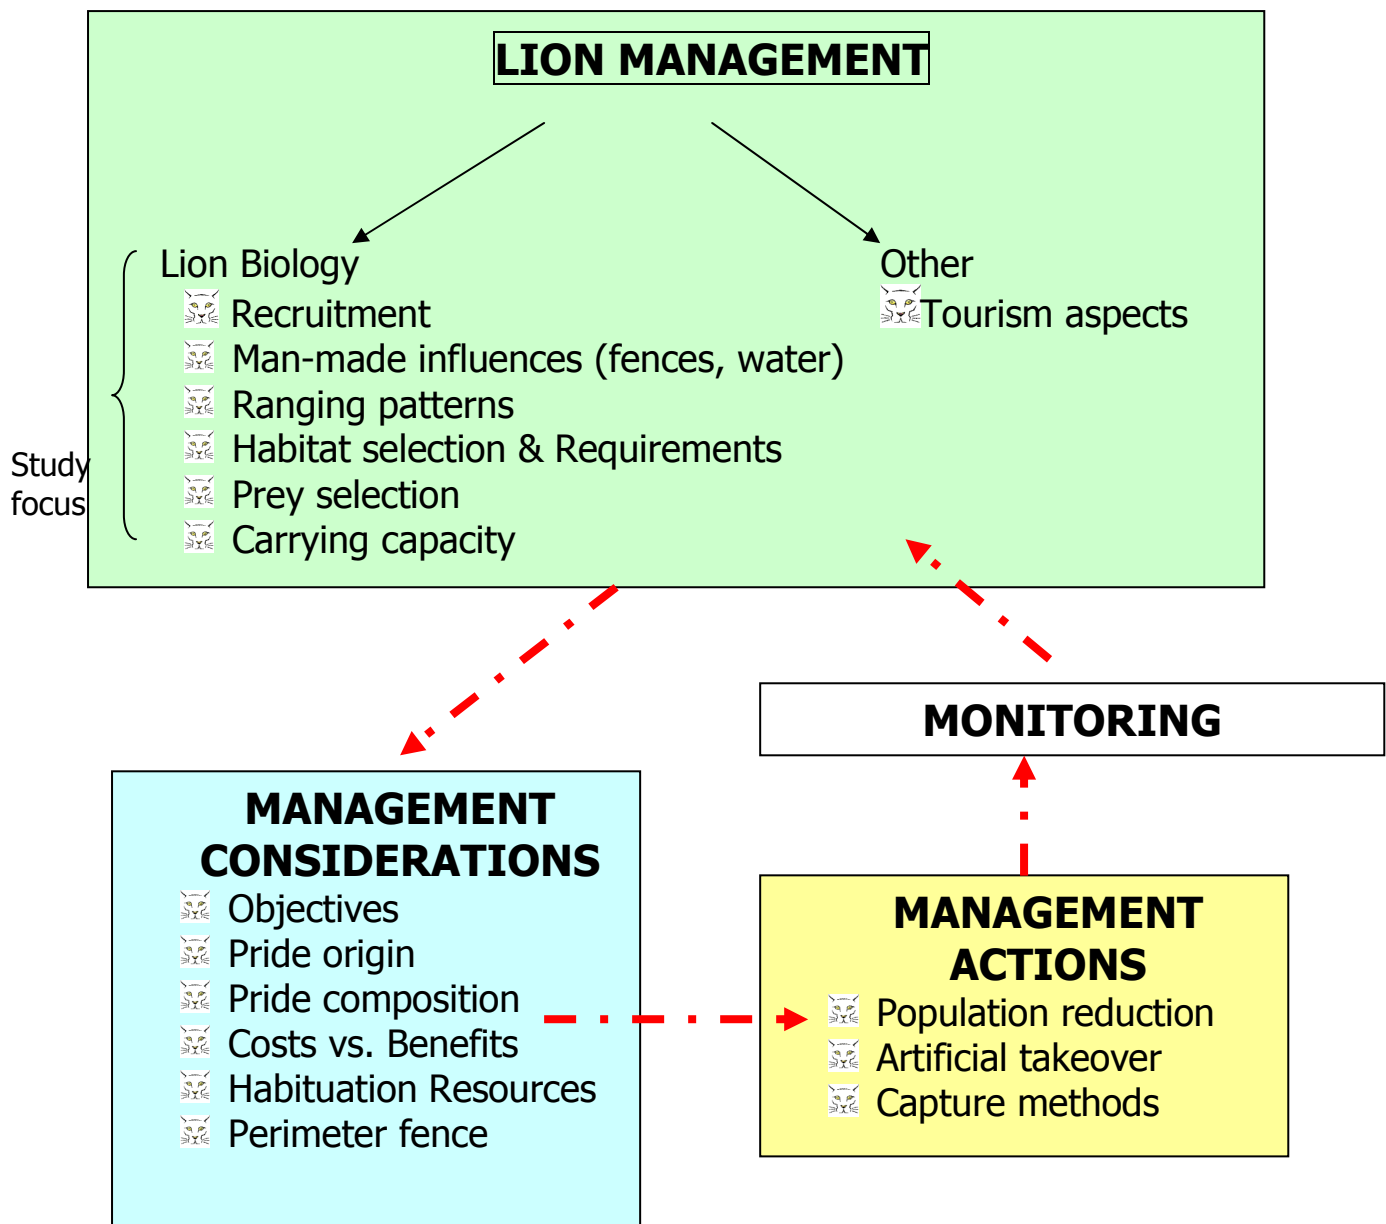 LION MANAGEMENT
Lion Biology
Recruitment
Man-made influences (fences, water)
Ranging patterns
Habitat selection & Requirements
Prey selection
Carrying capacity
Other
Tourism aspects
Study
focus
MONITORING
MANAGEMENT
CONSIDERATIONS
Objectives
Pride origin
Pride composition
Costs vs. Benefits
Habituation Resources
Perimeter fence
MANAGEMENT
ACTIONS
Population reduction
Artificial takeover
Capture methods